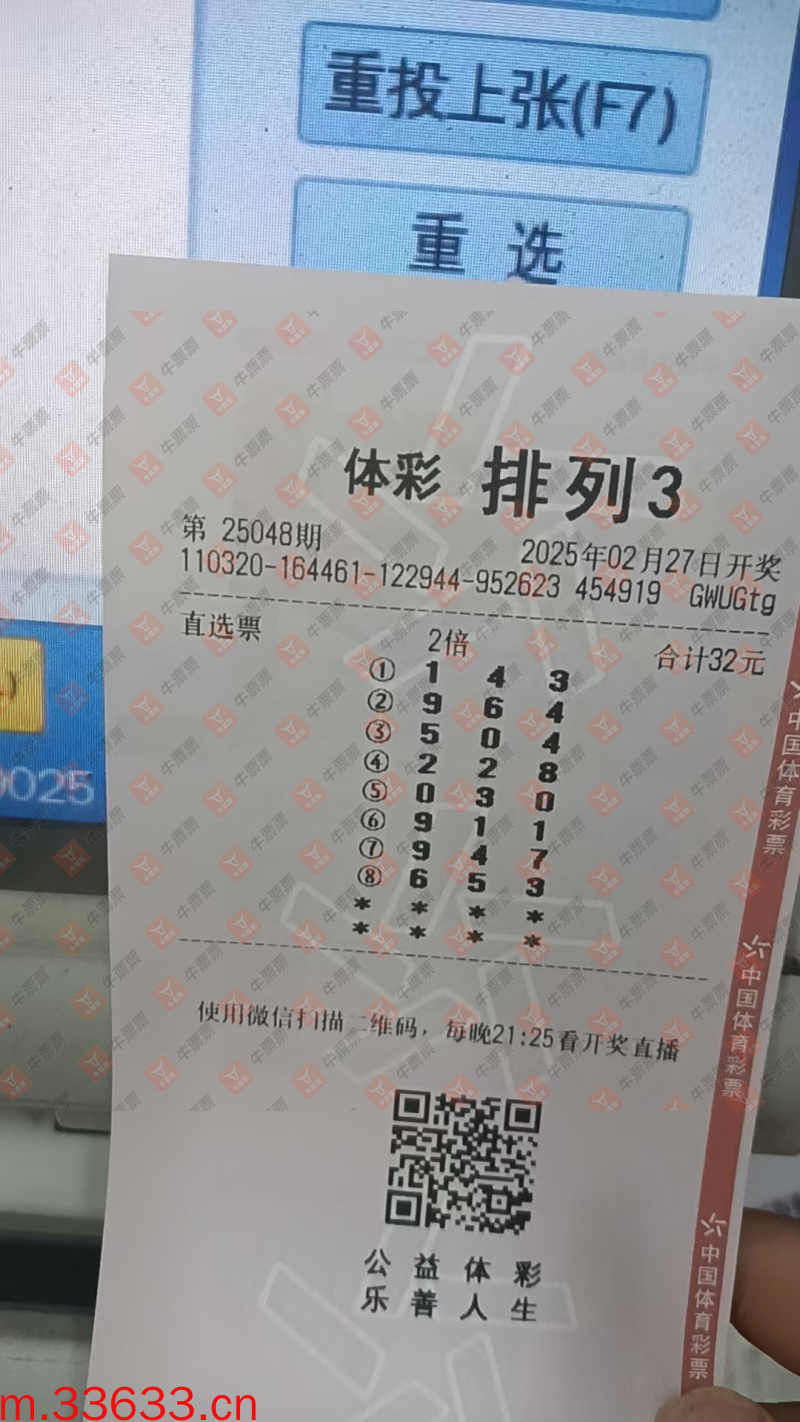 重投上张(F7)
重 选
体彩 排列3
第 25048期 2025年02月27日开奖
110320-164461-122944-952623 454919 GWUGtg
直选票 2倍 合计32元
① 1 4 3
② 9 6 4
③ 5 0 4
④ 2 2 8
⑤ 0 3 0
⑥ 9 1 1
⑦ 9 4 7
⑧ 6 5 3
* * * *
* * * *
使用微信扫描二维码，每晚21:25看开奖直播
公益体彩
乐善人生
中国体育彩票
中国体育彩票
中国体育彩票
0025
牛票票
m.33633.cn